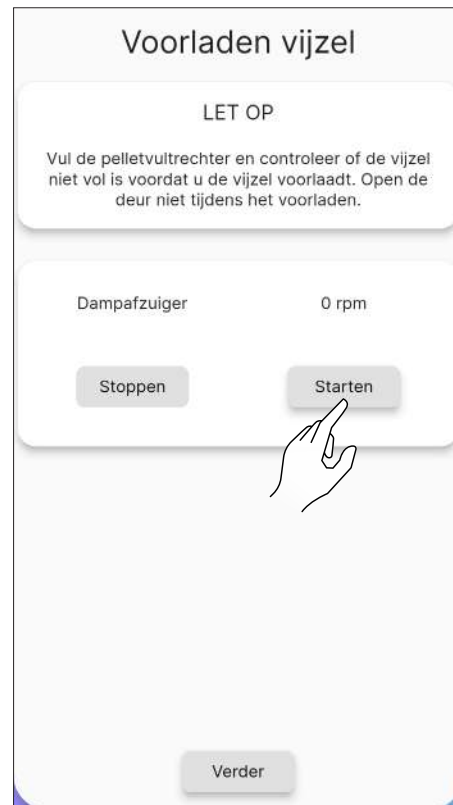 Voorladen vijzel
LET OP
Vul de pelletvultrechter en controleer of de vijzel
niet vol is voordat u de vijzel voorlaadt. Open de
deur niet tijdens het voorladen.
Dampafzuiger 0 rpm
Stoppen Starten
Verder